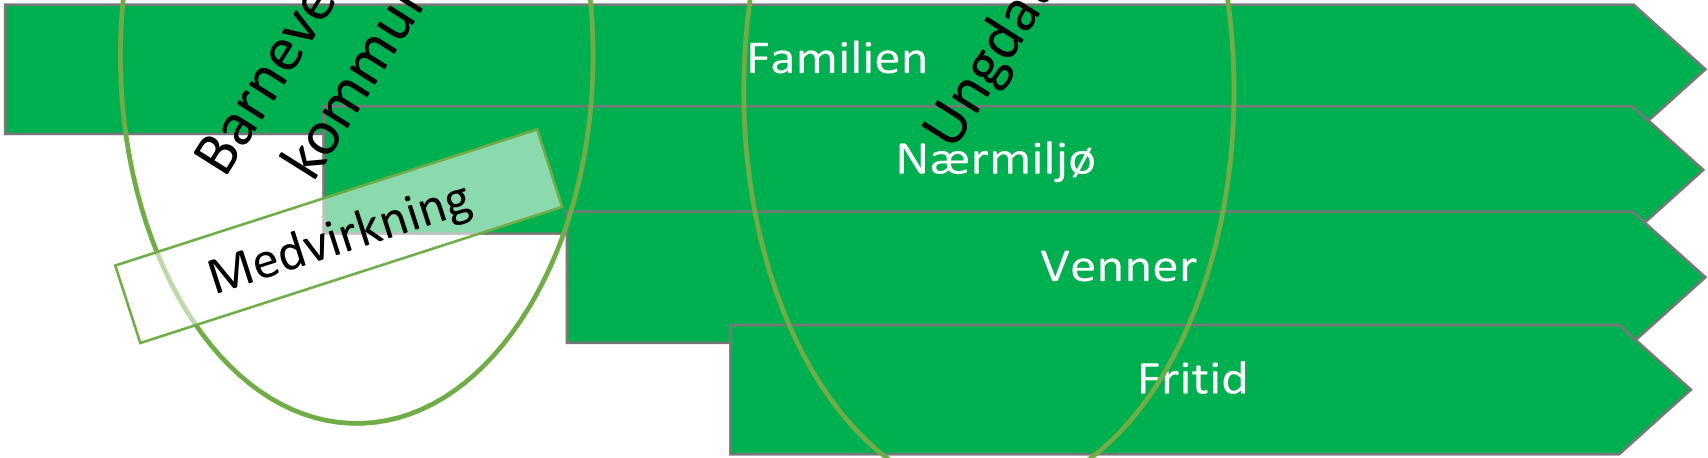 Familien
Nærmiljø
Medvirkning
Venner
Fritid